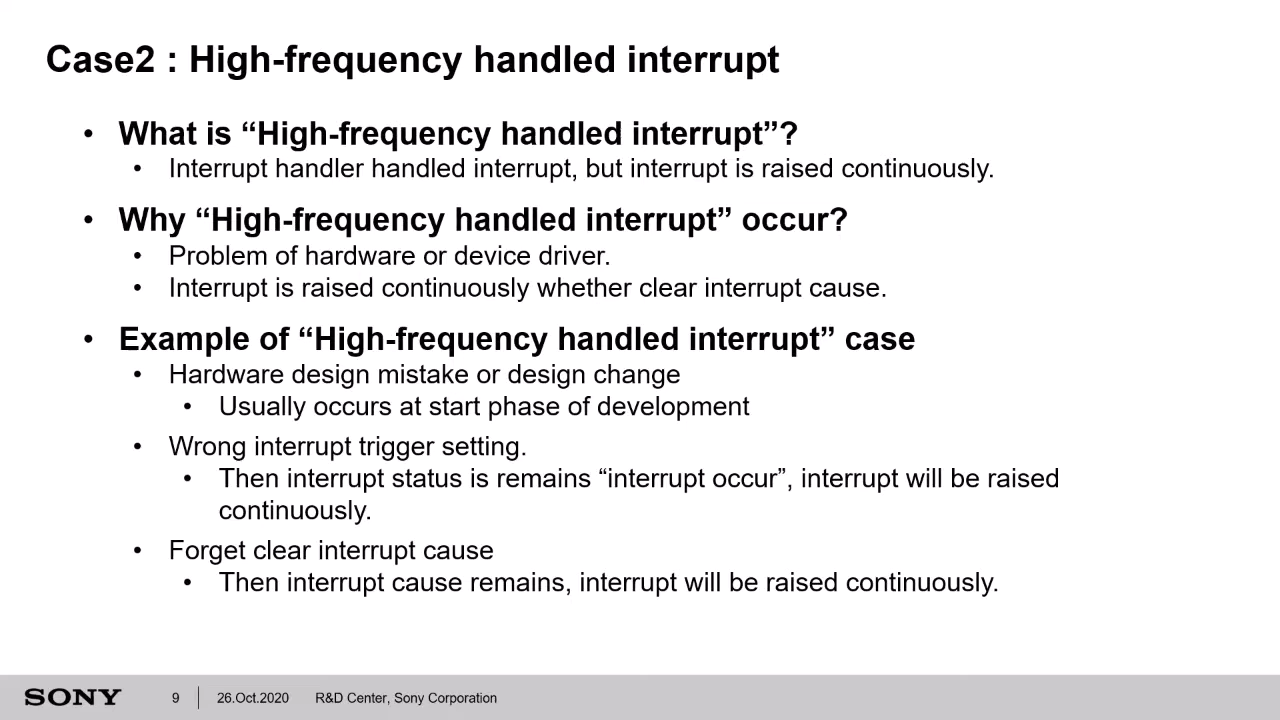 Case2 : High-frequency handled interrupt
• What is “High-frequency handled interrupt”?
• Interrupt handler handled interrupt, but interrupt is raised continuously.
• Why “High-frequency handled interrupt” occur?
• Problem of hardware or device driver.
• Interrupt is raised continuously whether clear interrupt cause.
• Example of “High-frequency handled interrupt” case
• Hardware design mistake or design change
• Usually occurs at start phase of development
• Wrong interrupt trigger setting.
• Then interrupt status is remains “interrupt occur”, interrupt will be raised
continuously.
• Forget clear interrupt cause
• Then interrupt cause remains, interrupt will be raised continuously.
SONY 9 26.Oct.2020 R&D Center, Sony Corporation